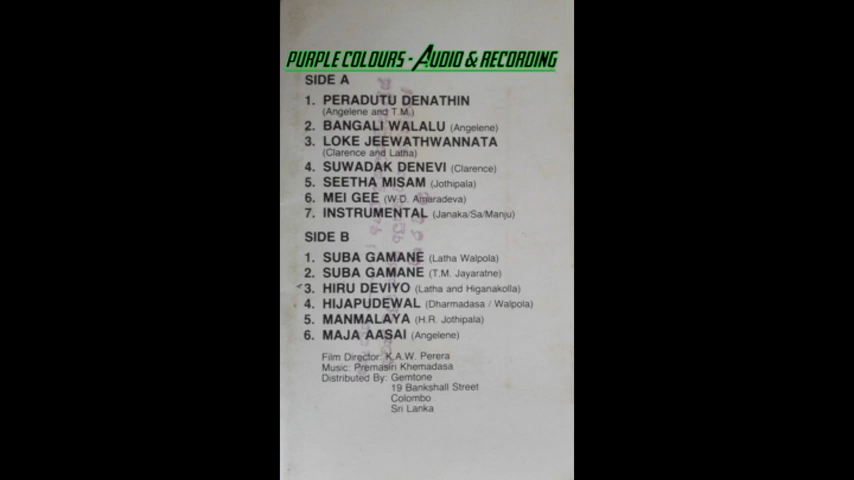 PURPLE COLOURS - AUDIO & RECORDING
SIDE A
1. PERADUTU DENATHIN
(Angelene and T.M.)
2. BANGALI WALALU (Angelene)
3. LOKE JEEWATHWANNATA
(Clarence and Latha)
4. SUWADAK DENEVI (Clarence)
5. SEETHA MISAM (Jothipala)
6. MEI GEE (W.D. Amaradeva)
7. INSTRUMENTAL (Janaka/Sa/Manju)
SIDE B
1. SUBA GAMANE (Latha Walpola)
2. SUBA GAMANE (T.M. Jayaratne)
3. HIRU DEVIYO (Latha and Higanakolla)
4. HIJAPUDEWAL (Dharmadasa / Walpola)
5. MANMALAYA (H.R. Jothipala)
6. MAJA AASAI (Angelene)
Film Director: K.A.W. Perera
Music: Premasiri Khemadasa
Distributed By: Gemtone
19 Bankshall Street
Colombo
Sri Lanka